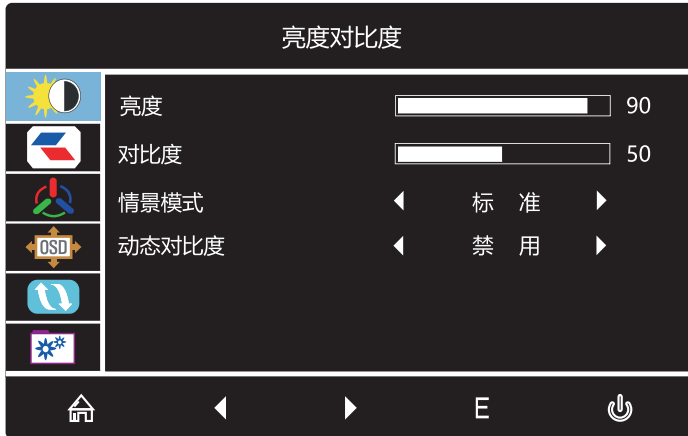 亮度对比度
亮度 90
对比度 50
情景模式 标 准
动态对比度 禁 用
OSD
E